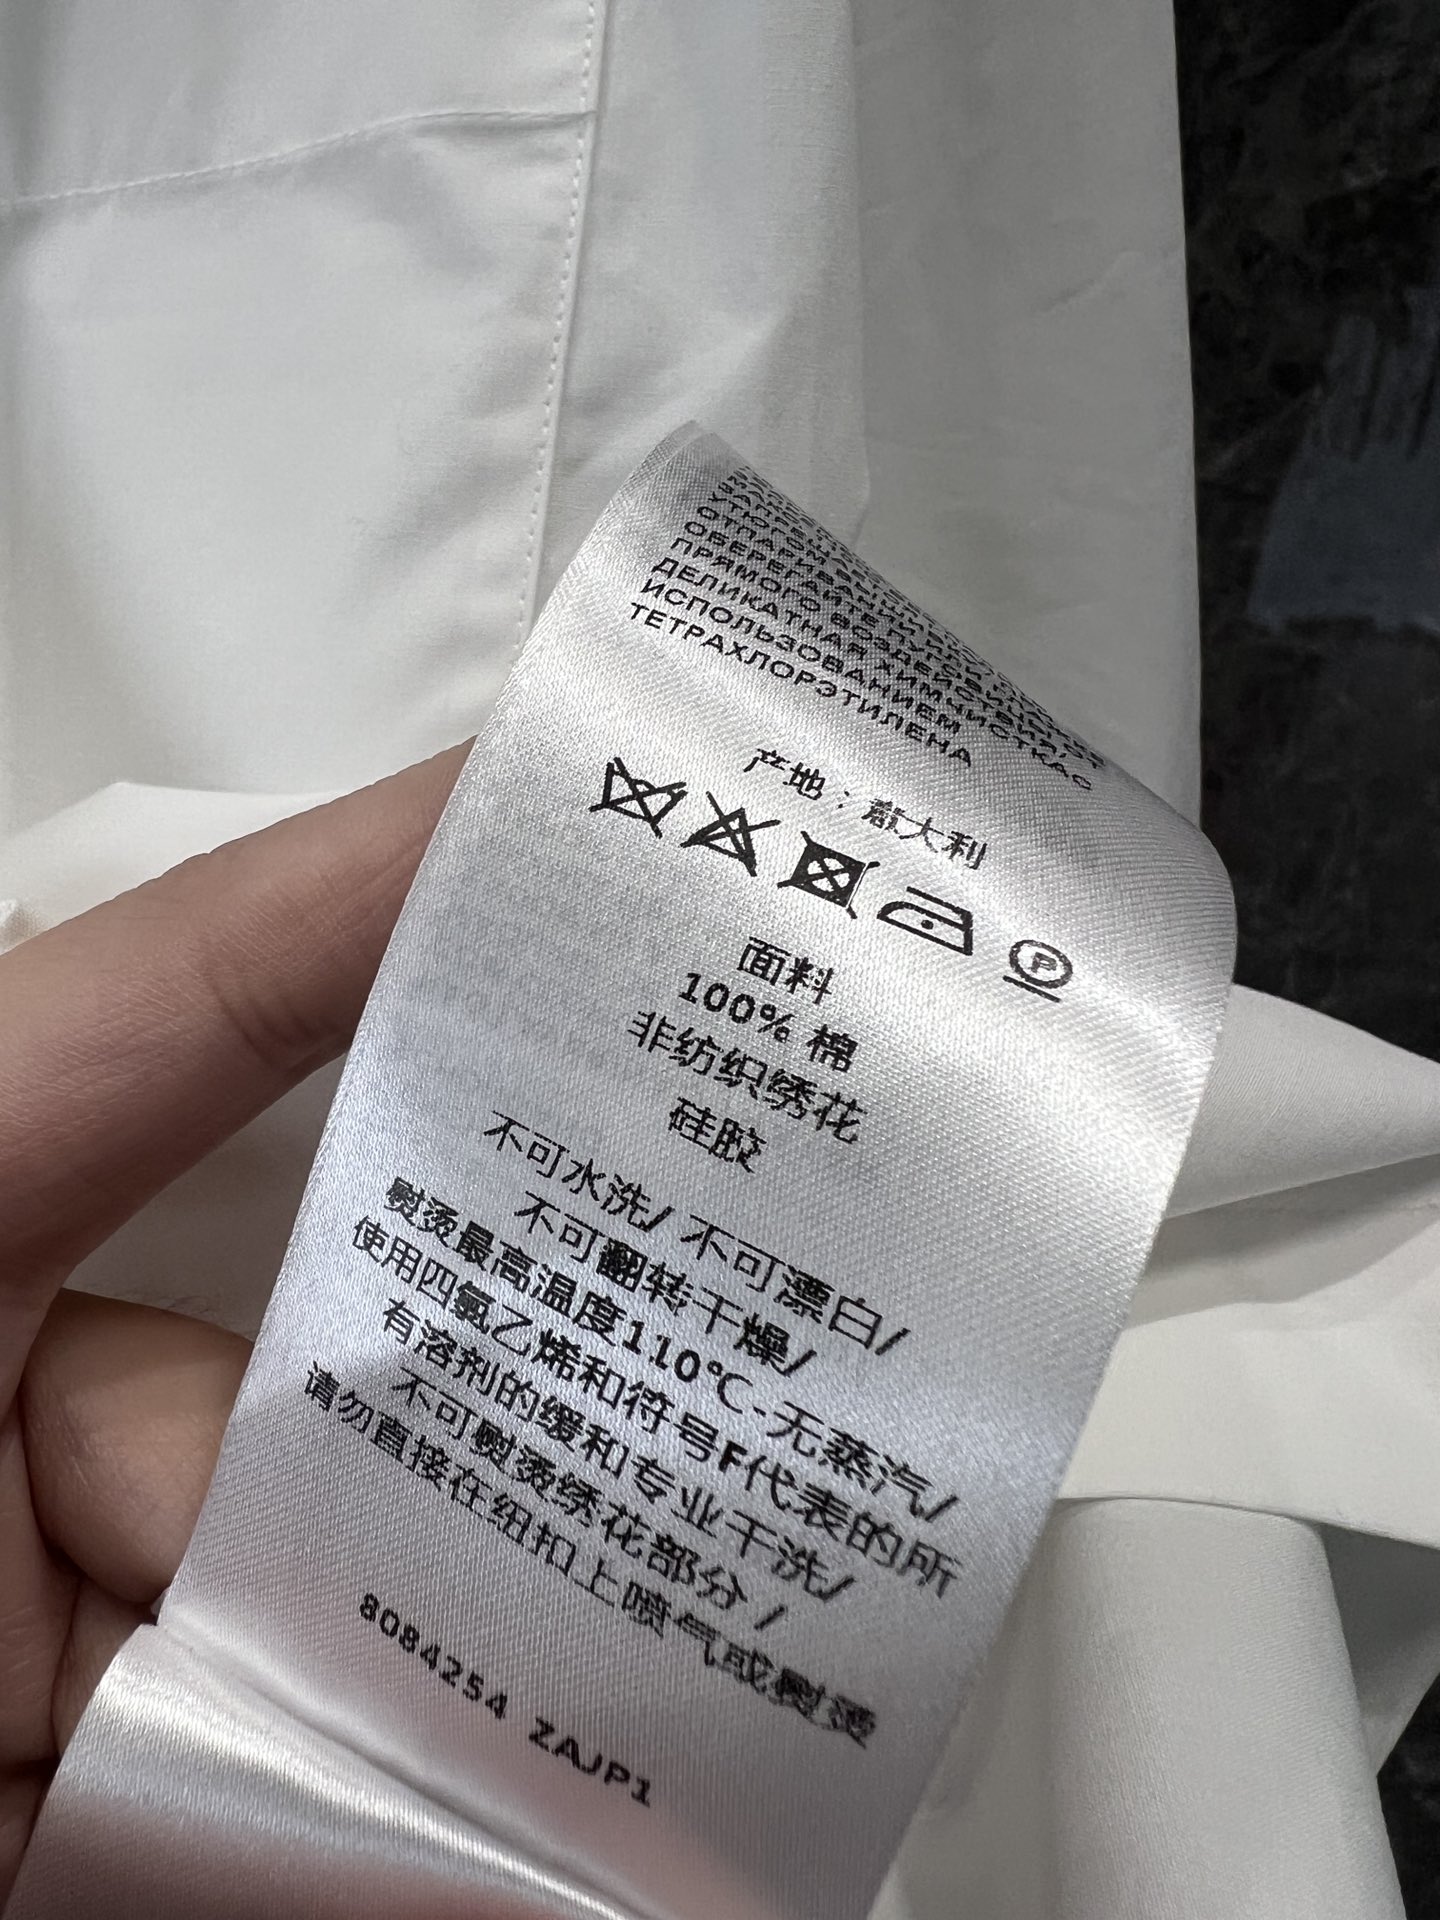 ОТПАРИВ
ОБЕРЕГАЙТЕ
ПРЯМОГО ВОЗДЕЙСТВИЯ
ДЕЛИКАТНАЯ ХИМЧИСТКА С
ИСПОЛЬЗОВАНИЕМ
ТЕТРАХЛОРЭТИЛЕНА
产地：意大利
P
面料
100% 棉
非纺织绣花
硅胶
不可水洗/ 不可漂白/
不可翻转干燥/
熨烫最高温度110℃-无蒸汽/
使用四氯乙烯和符号F代表的所
有溶剂的缓和专业干洗/
不可熨烫绣花部分 /
请勿直接在纽扣上喷气或熨烫
8084254 ZAJP1